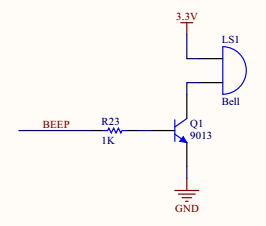 3.3V
LS1
Bell
BEEP
R23
1K
Q1
9013
GND